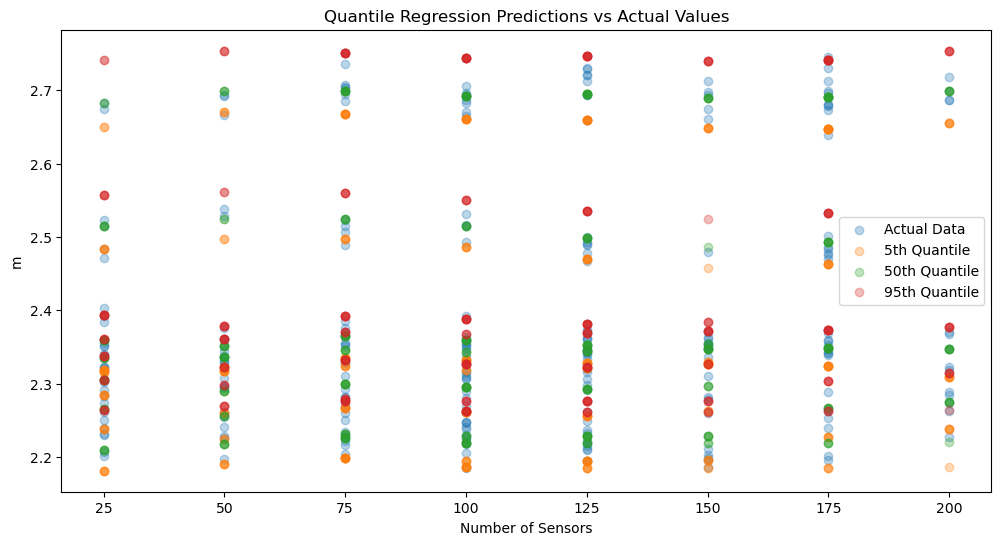 Quantile Regression Predictions vs Actual Values
2.7
2.6
2.5
2.4
2.3
2.2
m
Actual Data
5th Quantile
50th Quantile
95th Quantile
25 50 75 100 125 150 175 200
Number of Sensors